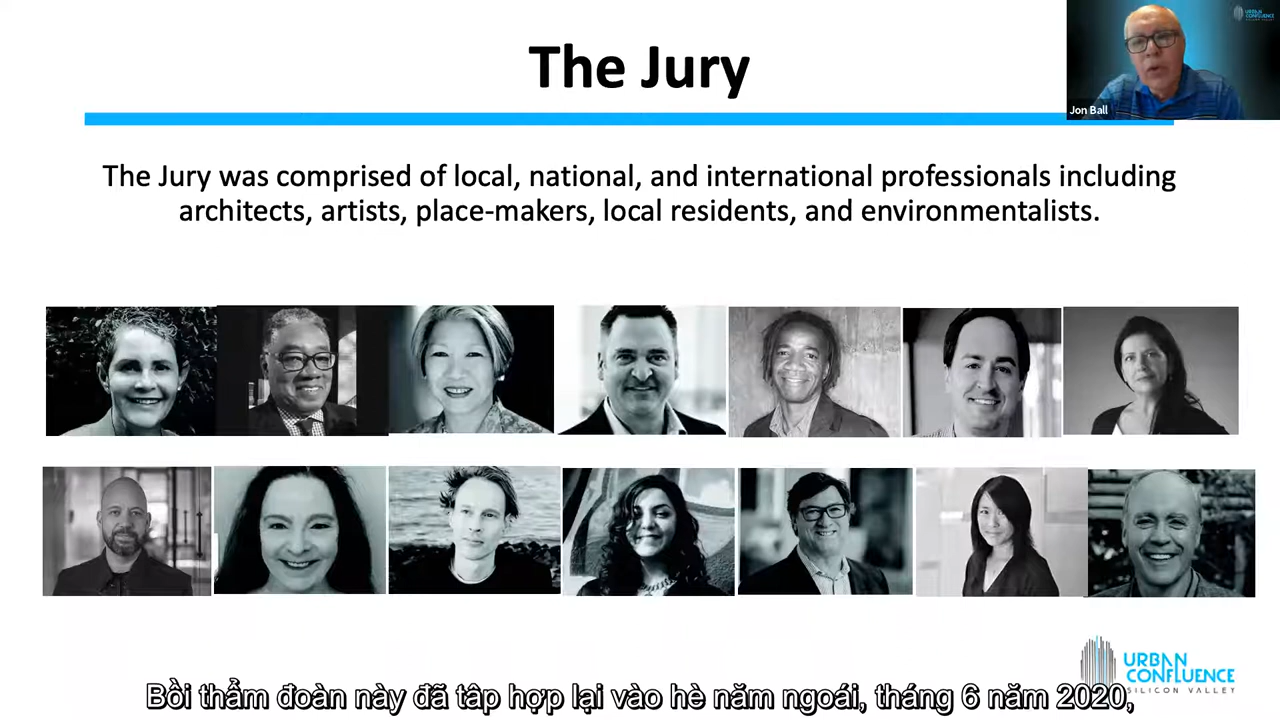 The Jury
URBAN
CONFLUENCE
Jon Ball
The Jury was comprised of local, national, and international professionals including
architects, artists, place-makers, local residents, and environmentalists.
URBAN
CONFLUENCE
SILICON VALLEY
Bồi thẩm đoàn này đã tập hợp lại vào hè năm ngoái, tháng 6 năm 2020,